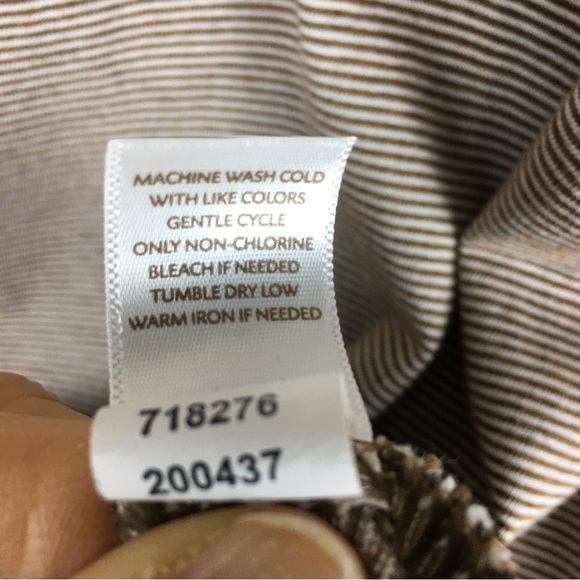 MACHINE WASH COLD
WITH LIKE COLORS
GENTLE CYCLE
ONLY NON-CHLORINE
BLEACH IF NEEDED
TUMBLE DRY LOW
WARM IRON IF NEEDED
718276
200437